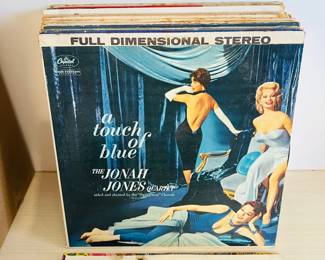 FULL DIMENSIONAL STEREO
Capitol
a
touch
of
blue
THE
JONAH
JONES
QUARTET